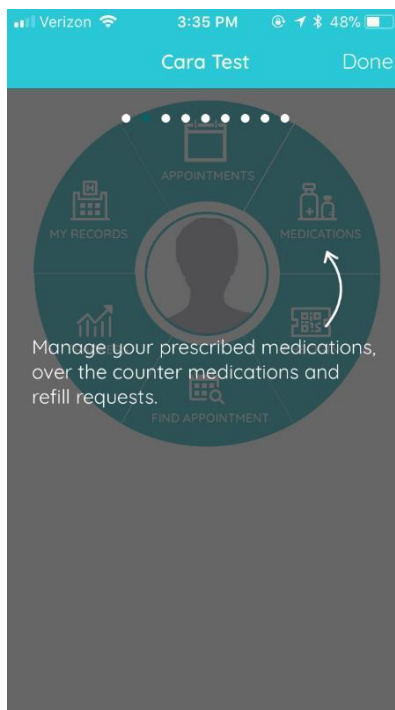 Verizon 3:35 PM 48%
Cara Test Done
APPOINTMENTS
MY RECORDS
MEDICATIONS
Manage your prescribed medications,
over the counter medications and
refill requests.
FIND APPOINTMENT